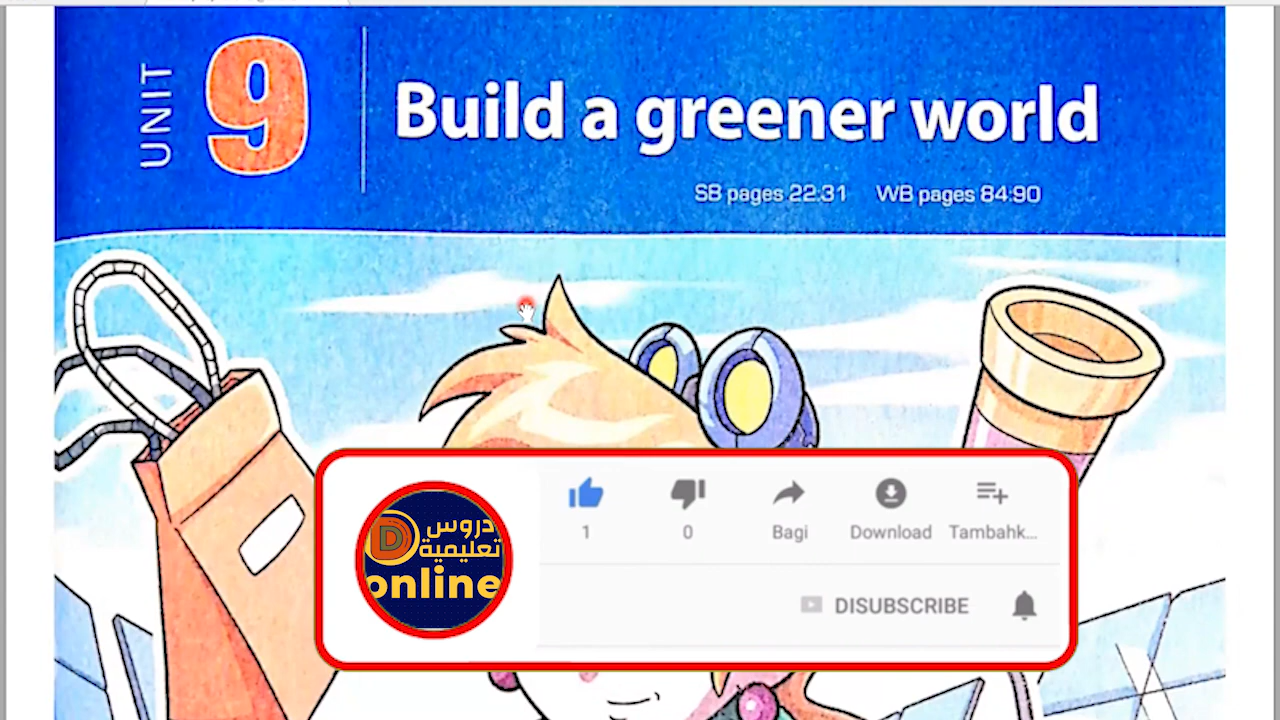 UNIT
9
Build a greener world
SB pages 22:31 WB pages 84:90
دروس
D تعليمية
online
1
0
Bagi
Download
Tambahk...
DISUBSCRIBE